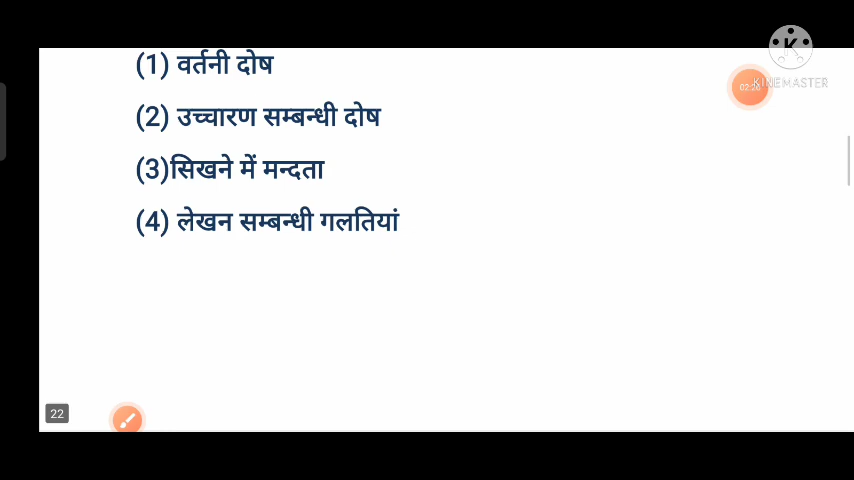 (1) वर्तनी दोष
KINEMASTER
(2) उच्चारण सम्बन्धी दोष
(3)सिखने में मन्दता
(4) लेखन सम्बन्धी गलतियां
22